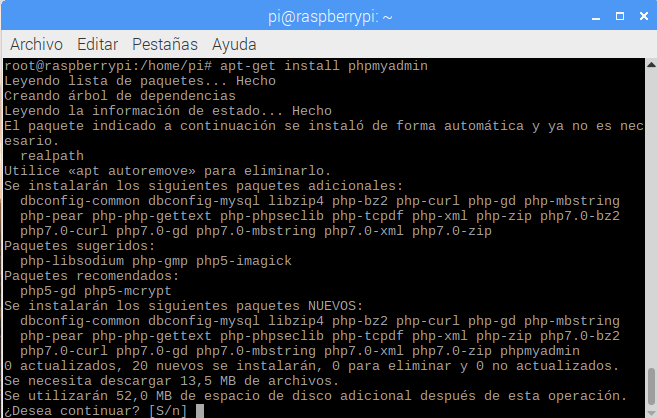 pi@raspberrypi: ~
Archivo Editar Pestañas Ayuda
root@raspberrypi:/home/pi# apt-get install phpmyadmin
Leyendo lista de paquetes... Hecho
Creando árbol de dependencias
Leyendo la información de estado... Hecho
El paquete indicado a continuación se instaló de forma automática y ya no es nec
esario.
  realpath
Utilice «apt autoremove» para eliminarlo.
Se instalarán los siguientes paquetes adicionales:
  dbconfig-common dbconfig-mysql libzip4 php-bz2 php-curl php-gd php-mbstring
  php-pear php-php-gettext php-phpseclib php-tcpdf php-xml php-zip php7.0-bz2
  php7.0-curl php7.0-gd php7.0-mbstring php7.0-xml php7.0-zip
Paquetes sugeridos:
  php-libsodium php-gmp php5-imagick
Paquetes recomendados:
  php5-gd php5-mcrypt
Se instalarán los siguientes paquetes NUEVOS:
  dbconfig-common dbconfig-mysql libzip4 php-bz2 php-curl php-gd php-mbstring
  php-pear php-php-gettext php-phpseclib php-tcpdf php-xml php-zip php7.0-bz2
  php7.0-curl php7.0-gd php7.0-mbstring php7.0-xml php7.0-zip phpmyadmin
0 actualizados, 20 nuevos se instalarán, 0 para eliminar y 0 no actualizados.
Se necesita descargar 13,5 MB de archivos.
Se utilizarán 52,0 MB de espacio de disco adicional después de esta operación.
¿Desea continuar? [S/n]